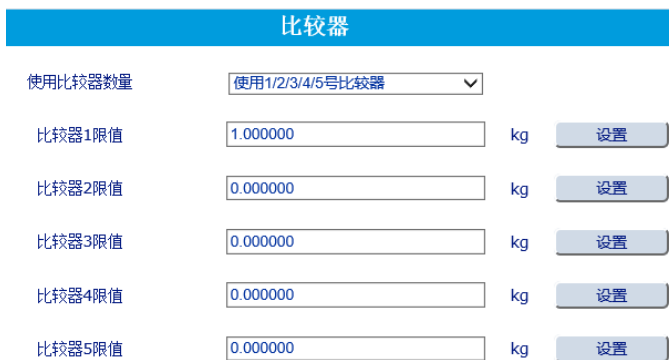 比较器
使用比较器数量 使用1/2/3/4/5号比较器
比较器1限值 1.000000 kg 设置
比较器2限值 0.000000 kg 设置
比较器3限值 0.000000 kg 设置
比较器4限值 0.000000 kg 设置
比较器5限值 0.000000 kg 设置